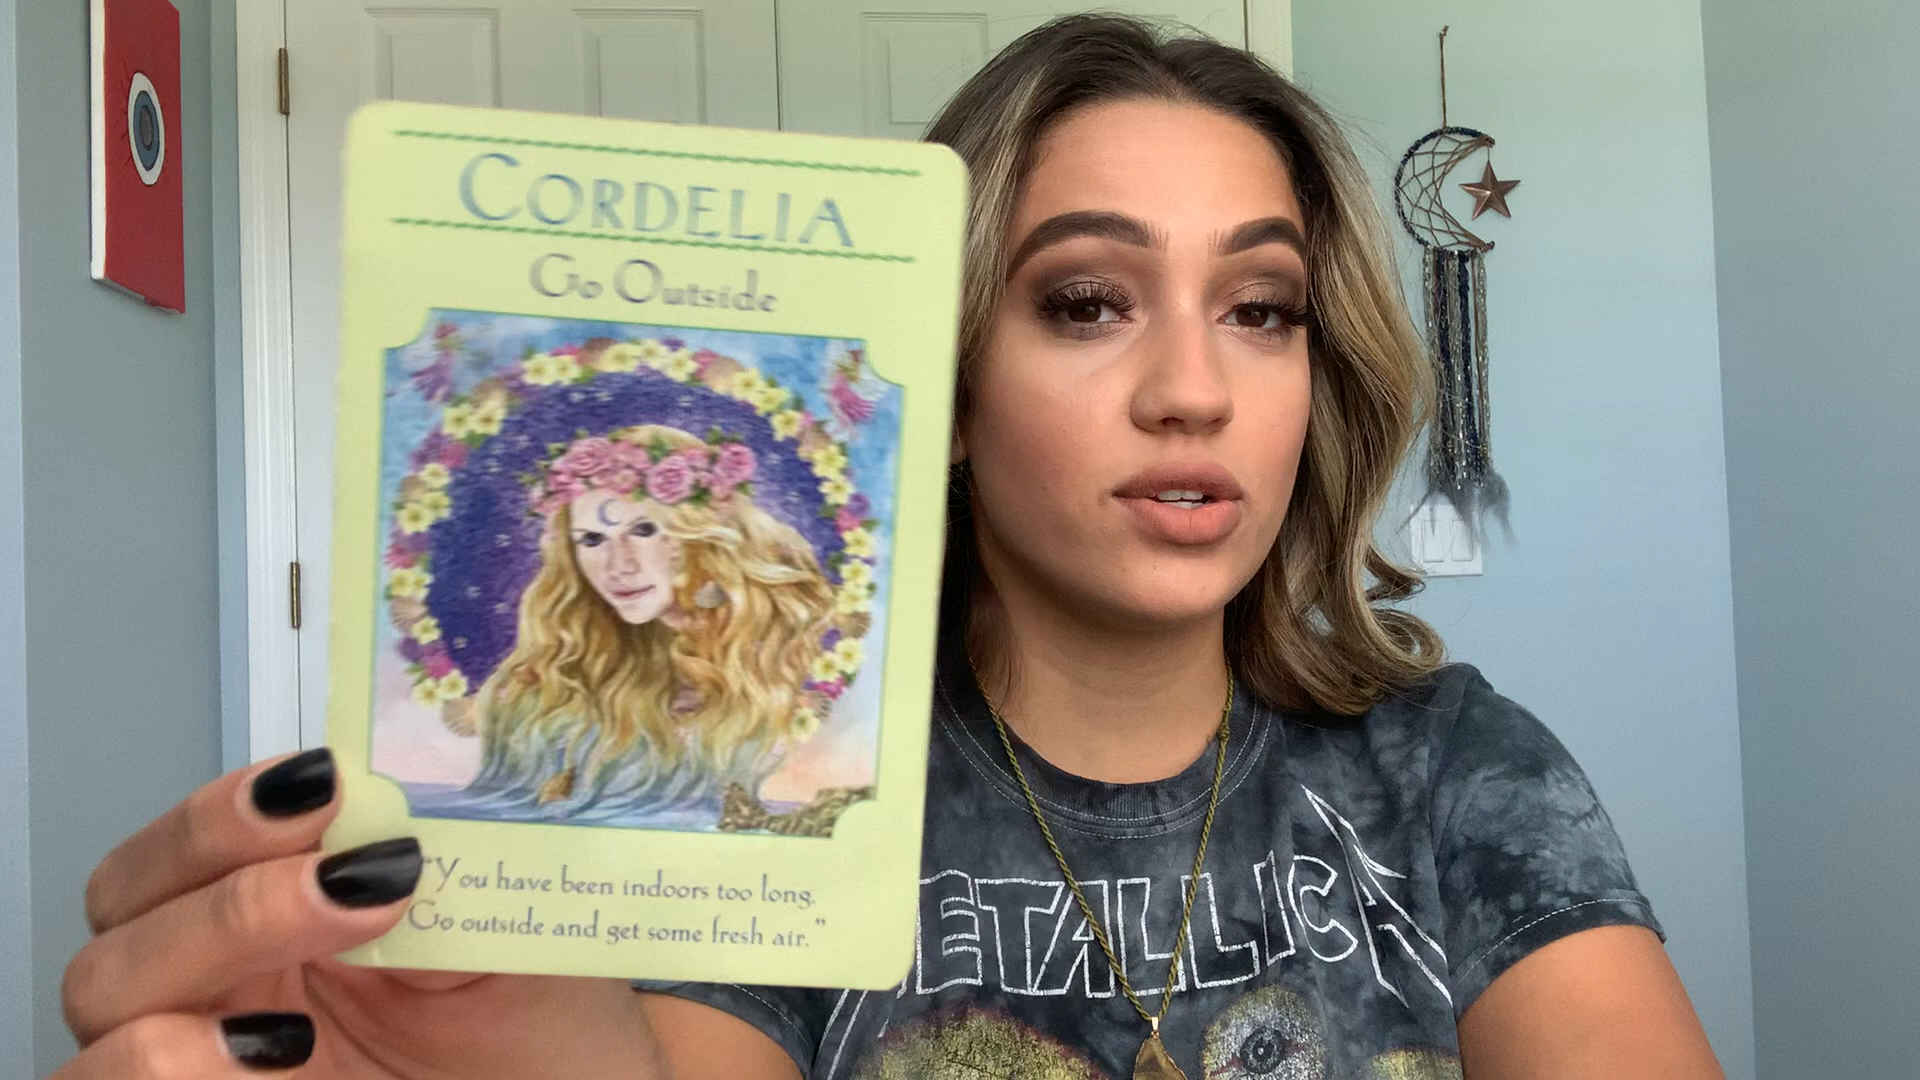 CORDELIA
Go Outside
"You have been indoors too long.
Go outside and get some fresh air."
METALLICA